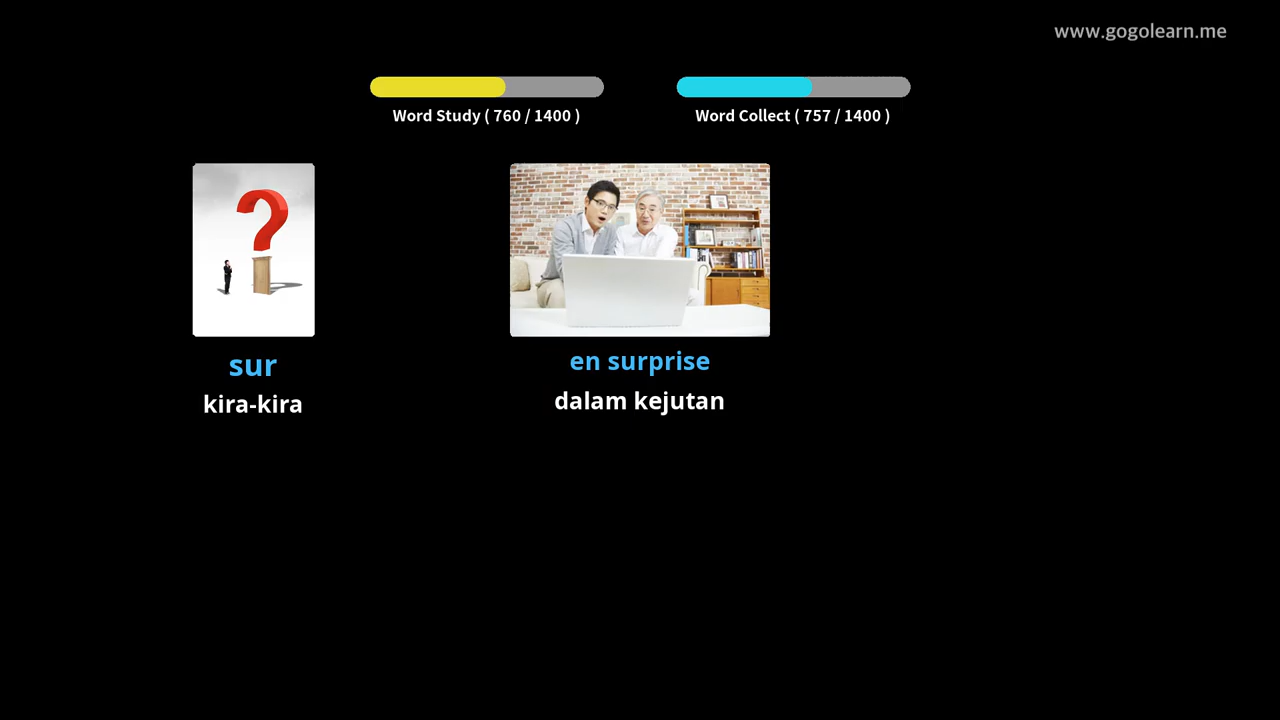 www.gogolearn.me
Word Study ( 760 / 1400 )
Word Collect ( 757 / 1400 )
sur
kira-kira
en surprise
dalam kejutan